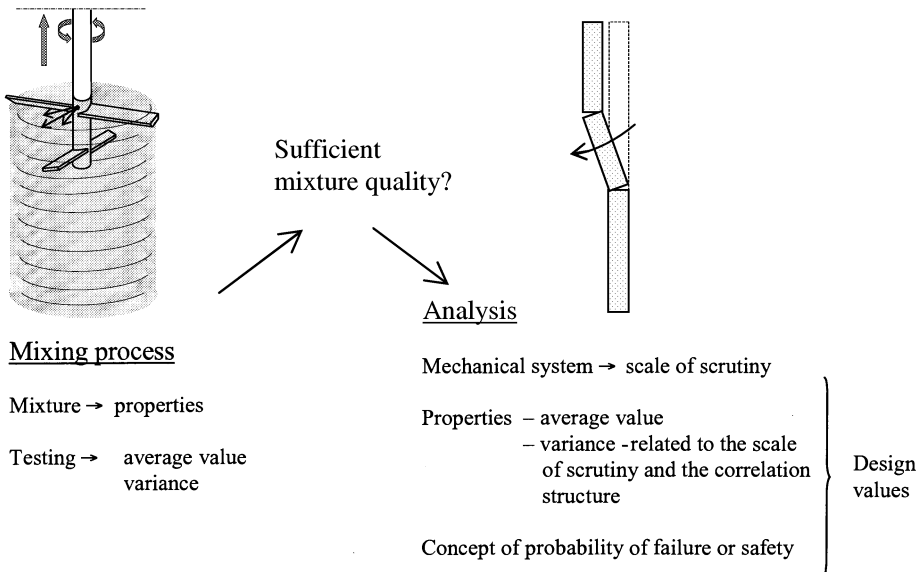 Sufficient
mixture quality?
Mixing process
Mixture → properties
Testing → average value
variance
Analysis
Mechanical system → scale of scrutiny
Properties – average value
– variance -related to the scale
of scrutiny and the correlation
structure
Concept of probability of failure or safety
Design
values